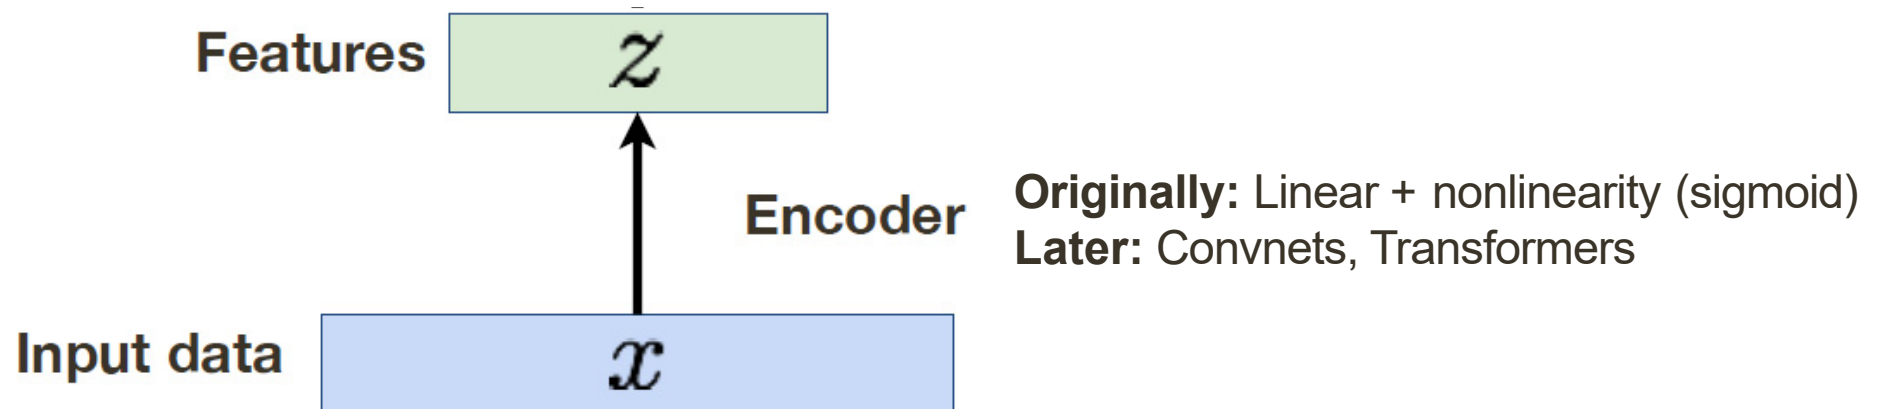 Features
z
Encoder
Originally: Linear + nonlinearity (sigmoid)
Later: Convnets, Transformers
Input data
x